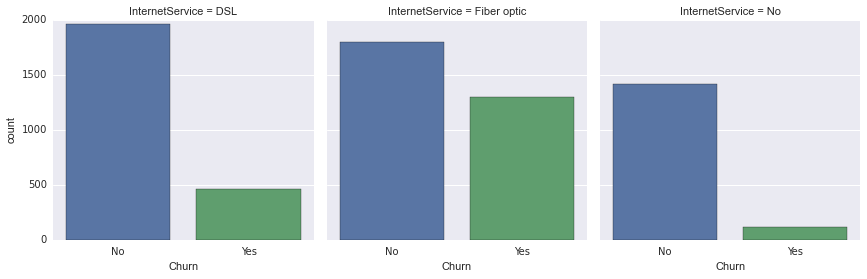 InternetService = DSL
InternetService = Fiber optic
InternetService = No
2000
1500
1000
500
0
count
No
Yes
No
Yes
No
Yes
Churn
Churn
Churn